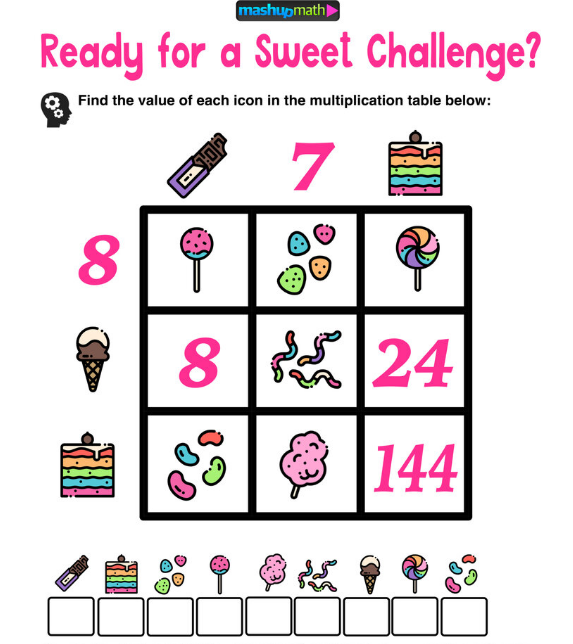 mashupmath
Ready for a Sweet Challenge?
Find the value of each icon in the multiplication table below:
7
8
8 24
144